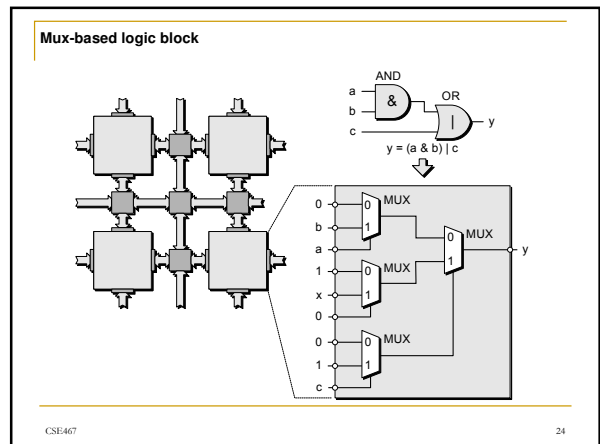 Mux-based logic block
AND
a
&
OR
b
|
y
c
y = (a & b) | c
0
0
MUX
b
1
a
0
MUX
y
1
1
0
MUX
x
1
0
0
0
MUX
1
1
c
CSE467
24